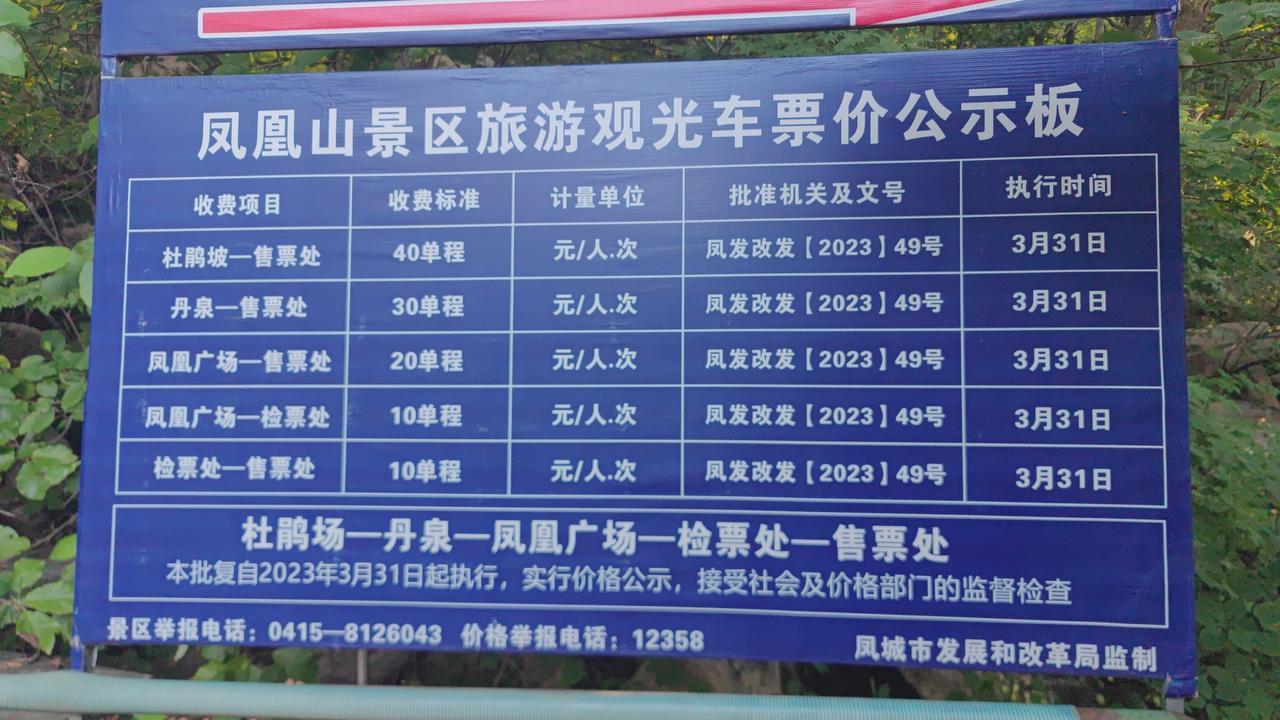 凤凰山景区旅游观光车票价公示板
收费项目 收费标准 计量单位 批准机关及文号 执行时间
杜鹃坡—售票处 40单程 元/人.次 凤发改发【2023】49号 3月31日
丹泉—售票处 30单程 元/人.次 凤发改发【2023】49号 3月31日
凤凰广场—售票处 20单程 元/人.次 凤发改发【2023】49号 3月31日
凤凰广场—检票处 10单程 元/人.次 凤发改发【2023】49号 3月31日
检票处—售票处 10单程 元/人.次 凤发改发【2023】49号 3月31日
杜鹃场—丹泉—凤凰广场—检票处—售票处
本批复自2023年3月31日起执行，实行价格公示，接受社会及价格部门的监督检查
景区举报电话：0415—8126043 价格举报电话：12358 凤城市发展和改革局监制